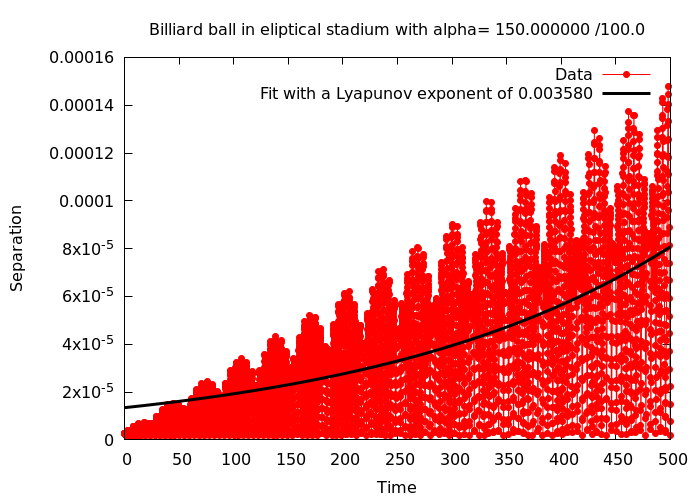 Billiard ball in eliptical stadium with alpha= 150.000000 /100.0
0.00016
0.00014
0.00012
0.0001
8x10⁻⁵
6x10⁻⁵
4x10⁻⁵
2x10⁻⁵
0
Separation
Data
Fit with a Lyapunov exponent of 0.003580
0 50 100 150 200 250 300 350 400 450 500
Time